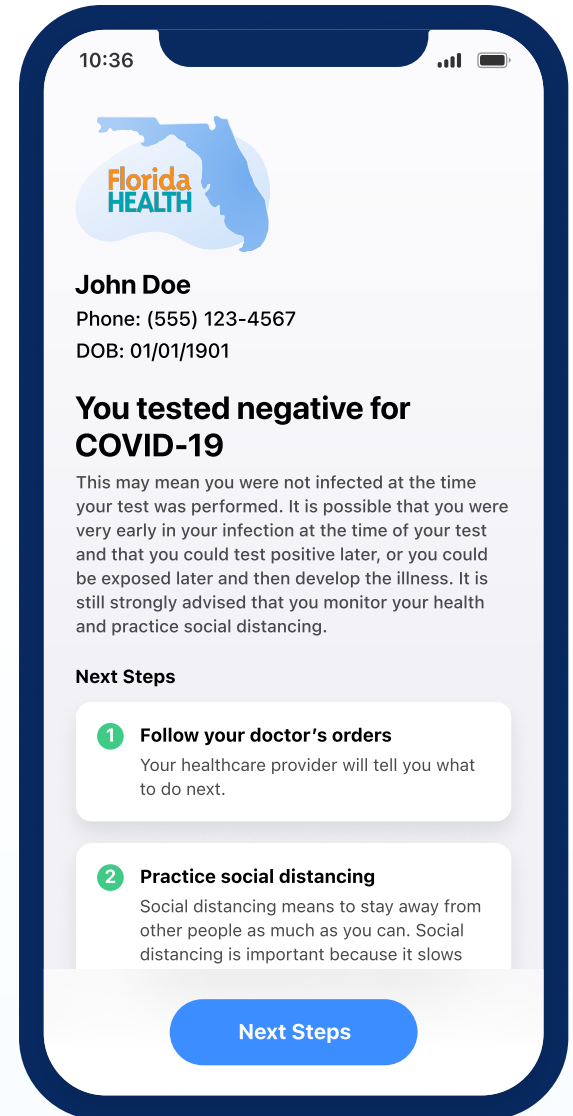 10:36
Florida
HEALTH
John Doe
Phone: (555) 123-4567
DOB: 01/01/1901
You tested negative for
COVID-19
This may mean you were not infected at the time
your test was performed. It is possible that you were
very early in your infection at the time of your test
and that you could test positive later, or you could
be exposed later and then develop the illness. It is
still strongly advised that you monitor your health
and practice social distancing.
Next Steps
1 Follow your doctor’s orders
Your healthcare provider will tell you what
to do next.
2 Practice social distancing
Social distancing means to stay away from
other people as much as you can. Social
distancing is important because it slows
Next Steps